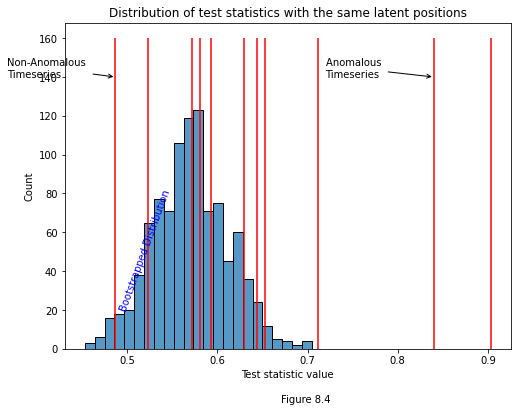 Distribution of test statistics with the same latent positions
160
140
120
100
80
60
40
20
0
Count
Non-Anomalous
Timeseries
Anomalous
Timeseries
Bootstrapped Distribution
0.5 0.6 0.7 0.8 0.9
Test statistic value
Figure 8.4